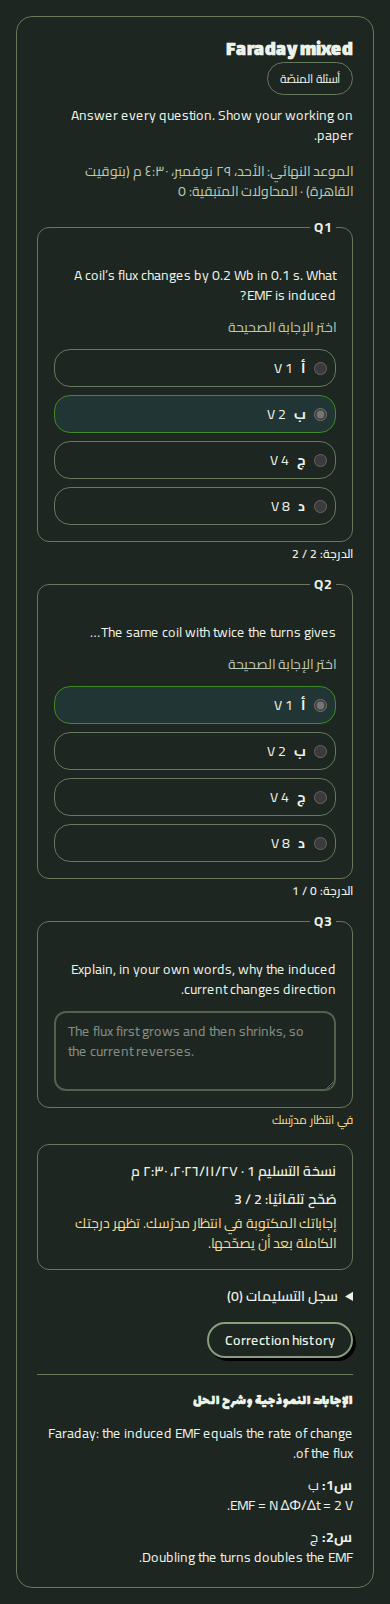 Faraday mixed
أسئلة المنصّة
Answer every question. Show your working on
paper.
الموعد النهائي: الأحد، ٢٩ نوفمبر، ٤:٣٠ م (بتوقيت
القاهرة) · المحاولات المتبقية: 0
Q1
A coil's flux changes by 0.2 Wb in 0.1 s. What
EMF is induced?
اختر الإجابة الصحيحة
أ 1 V
ب 2 V
ج 4 V
د 8 V
الدرجة: 2 / 2
Q2
The same coil with twice the turns gives...
اختر الإجابة الصحيحة
أ 1 V
ب 2 V
ج 4 V
د 8 V
الدرجة: 0 / 1
Q3
Explain, in your own words, why the induced
current changes direction.
The flux first grows and then shrinks, so
the current reverses.
في انتظار مدرّسك
نسخة التسليم 1 · ٢٧‏/١١‏/٢٠٢٦، ٢:٣٠ م
صُحّح تلقائيًا: 2 / 3
إجاباتك المكتوبة في انتظار مدرّسك. تظهر درجتك
الكاملة بعد أن يصحّحها.
سجل التسليمات (0)
Correction history
الإجابات النموذجية وشرح الحل
Faraday: the induced EMF equals the rate of change
of the flux.
س1: ب
EMF = N ΔΦ/Δt = 2 V.
س2: ج
Doubling the turns doubles the EMF.